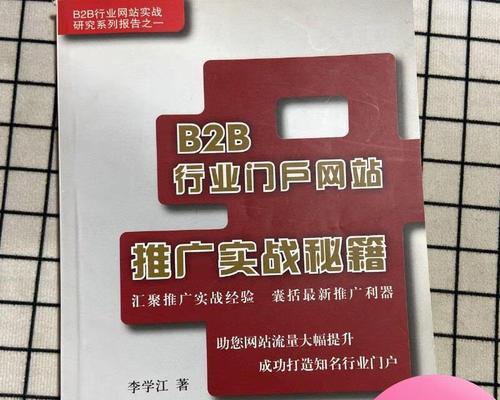 B2B行业网站实战
研究系列报告之一
B2B
行业门户网站
推广实战秘籍
汇聚推广实战经验 囊括最新推广利器
助您网站流量大幅提升
成功打造知名行业门户
李学江 著